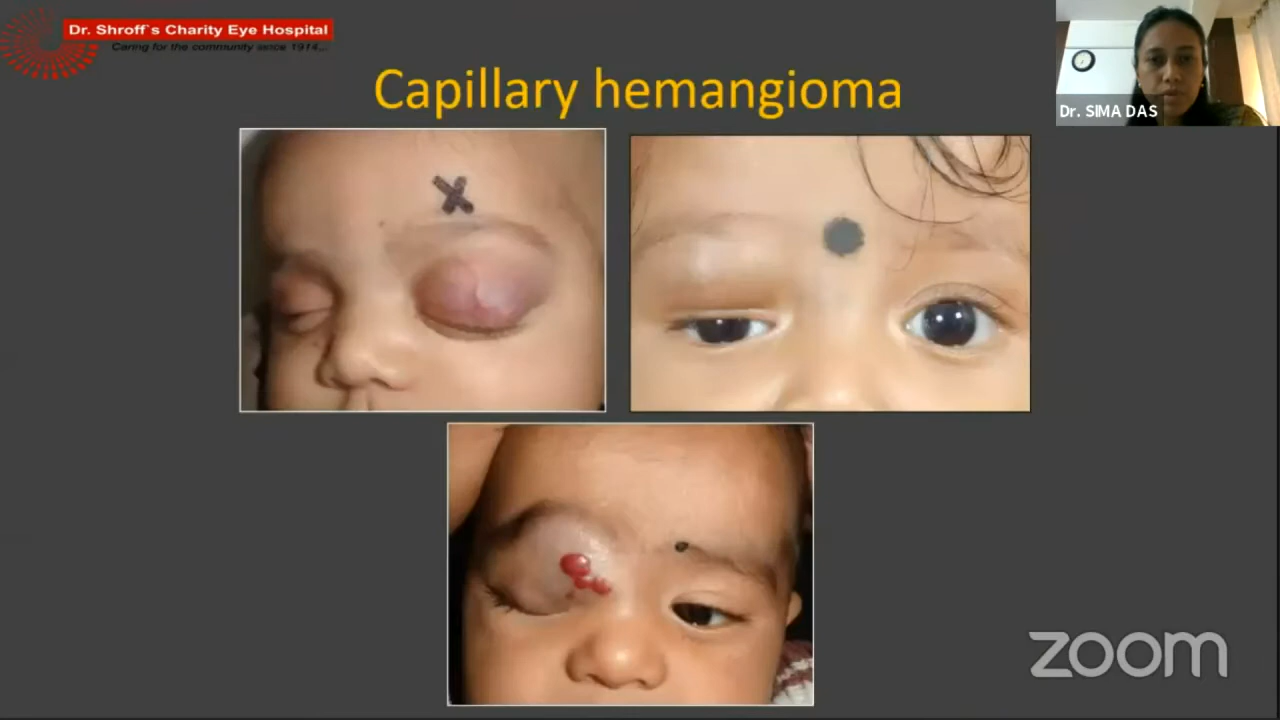 Dr. Shroff`s Charity Eye Hospital
Caring for the community since 1914...
Capillary hemangioma
Dr. SIMA DAS
zoom